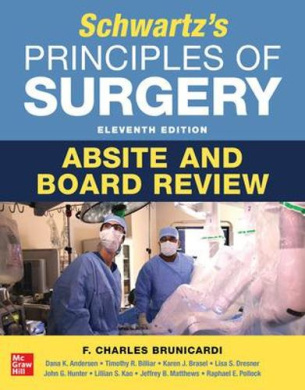 Schwartz's
PRINCIPLES OF
SURGERY
ELEVENTH EDITION
ABSITE AND
BOARD REVIEW
Mc
Graw
Hill
F. CHARLES BRUNICARDI
Dana K. Andersen • Timothy R. Billiar • Karen J. Brasel • Lisa S. Dresner
John G. Hunter • Lillian S. Kao • Jeffrey B. Matthews • Raphael E. Pollock